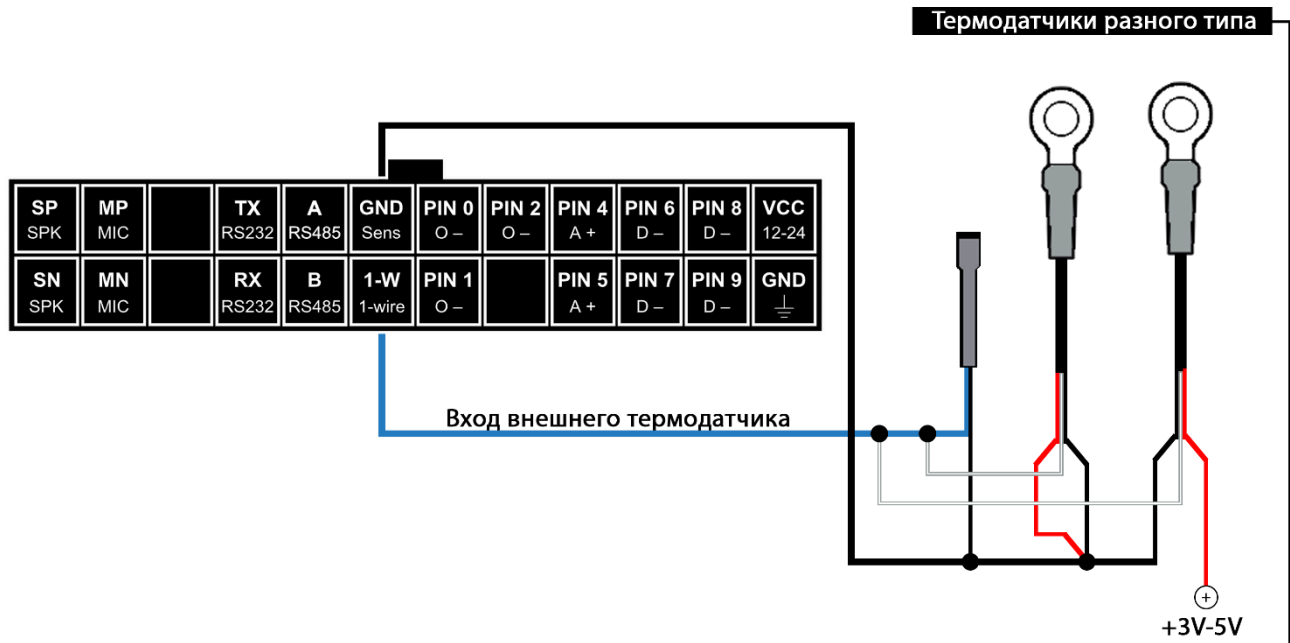 Термодатчики разного типа
SP MP TX A GND PIN 0 PIN 2 PIN 4 PIN 6 PIN 8 VCC
SPK MIC RS232 RS485 Sens O – O – A + D – D – 12-24
SN MN RX B 1-W PIN 1 PIN 5 PIN 7 PIN 9 GND
SPK MIC RS232 RS485 1-wire O – A + D – D –
Вход внешнего термодатчика
+
+3V-5V